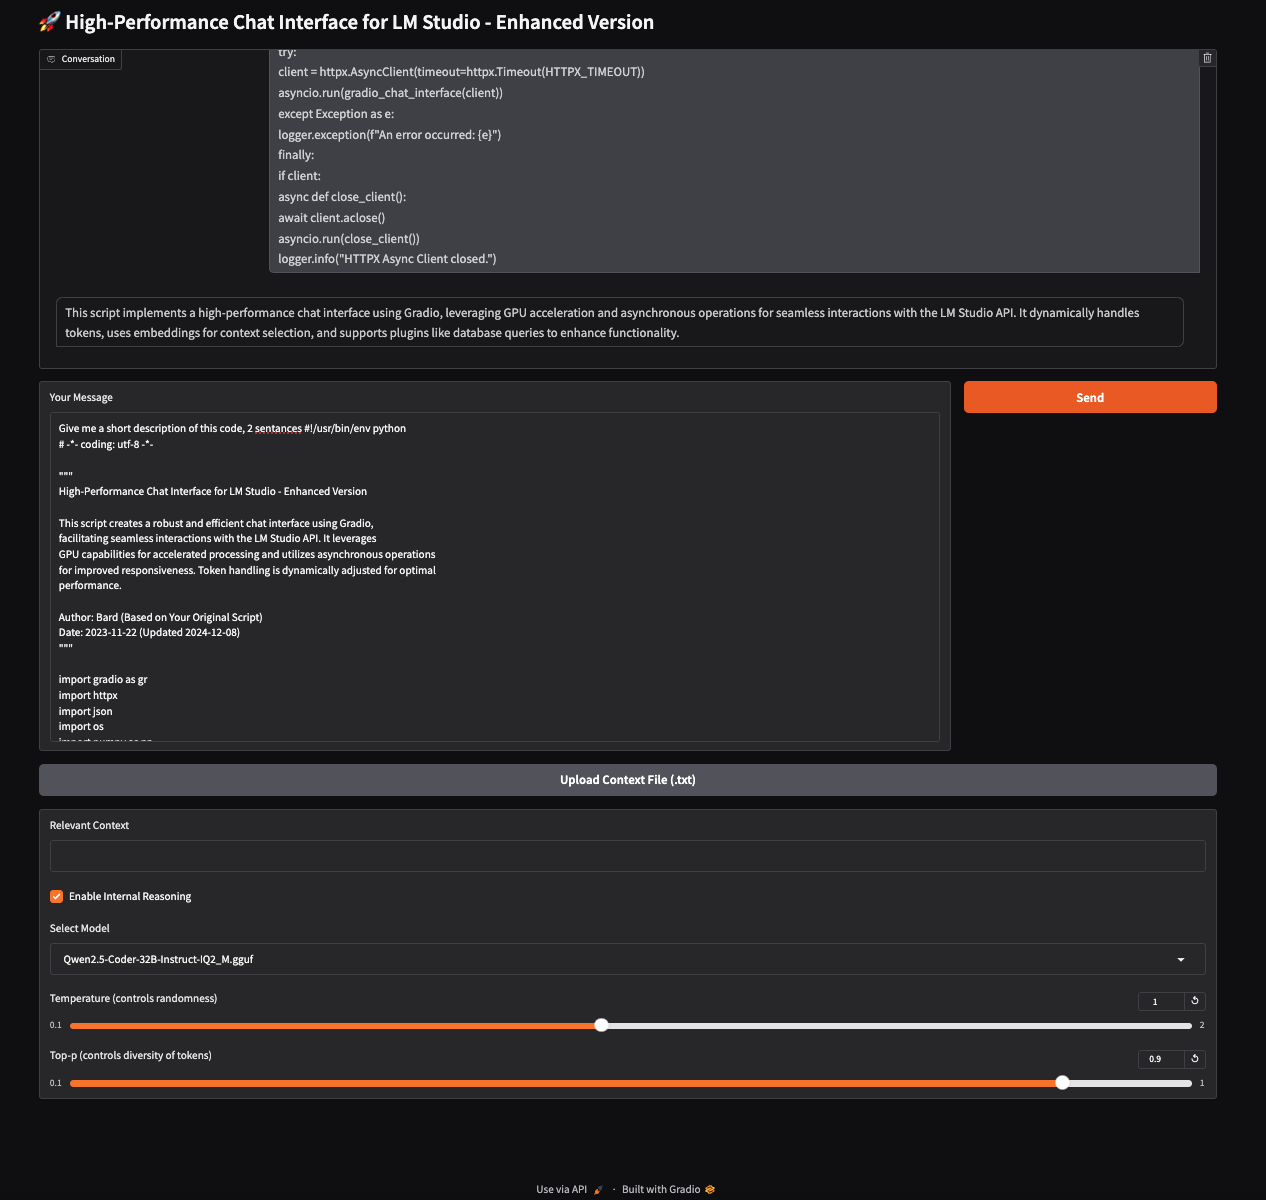 🚀 High-Performance Chat Interface for LM Studio - Enhanced Version
Conversation
try:
client = httpx.AsyncClient(timeout=httpx.Timeout(HTTPX_TIMEOUT))
asyncio.run(gradio_chat_interface(client))
except Exception as e:
logger.exception(f"An error occurred: {e}")
finally:
if client:
async def close_client():
await client.aclose()
asyncio.run(close_client())
logger.info("HTTPX Async Client closed.")
This script implements a high-performance chat interface using Gradio, leveraging GPU acceleration and asynchronous operations for seamless interactions with the LM Studio API. It dynamically handles
tokens, uses embeddings for context selection, and supports plugins like database queries to enhance functionality.
Your Message
Send
Give me a short description of this code, 2 sentances #!/usr/bin/env python
# -*- coding: utf-8 -*-
"""
High-Performance Chat Interface for LM Studio - Enhanced Version
This script creates a robust and efficient chat interface using Gradio,
facilitating seamless interactions with the LM Studio API. It leverages
GPU capabilities for accelerated processing and utilizes asynchronous operations
for improved responsiveness. Token handling is dynamically adjusted for optimal
performance.
Author: Bard (Based on Your Original Script)
Date: 2023-11-22 (Updated 2024-12-08)
"""
import gradio as gr
import httpx
import json
import os
import numpy as np
Upload Context File (.txt)
Relevant Context
Enable Internal Reasoning
Select Model
Qwen2.5-Coder-32B-Instruct-IQ2_M.gguf
Temperature (controls randomness)
1
0.1
2
Top-p (controls diversity of tokens)
0.9
0.1
1
Use via API 🚀 · Built with Gradio